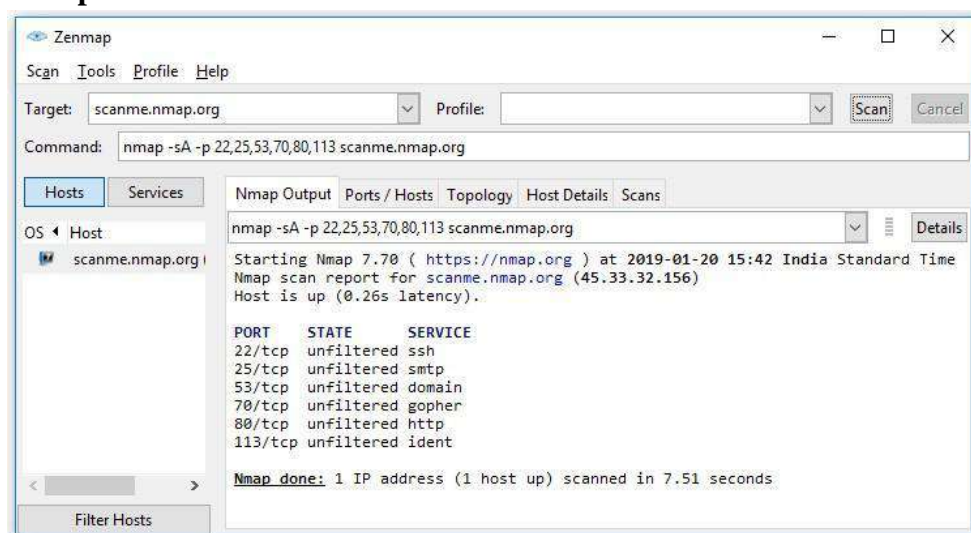 Zenmap
Scan Tools Profile Help
Target: scanme.nmap.org Profile: Scan Cancel
Command: nmap -sA -p 22,25,53,70,80,113 scanme.nmap.org
Hosts Services Nmap Output Ports / Hosts Topology Host Details Scans
OS Host nmap -sA -p 22,25,53,70,80,113 scanme.nmap.org Details
scanme.nmap.org (
Starting Nmap 7.70 ( https://nmap.org ) at 2019-01-20 15:42 India Standard Time
Nmap scan report for scanme.nmap.org (45.33.32.156)
Host is up (0.26s latency).
PORT STATE SERVICE
22/tcp unfiltered ssh
25/tcp unfiltered smtp
53/tcp unfiltered domain
70/tcp unfiltered gopher
80/tcp unfiltered http
113/tcp unfiltered ident
Nmap done: 1 IP address (1 host up) scanned in 7.51 seconds
Filter Hosts